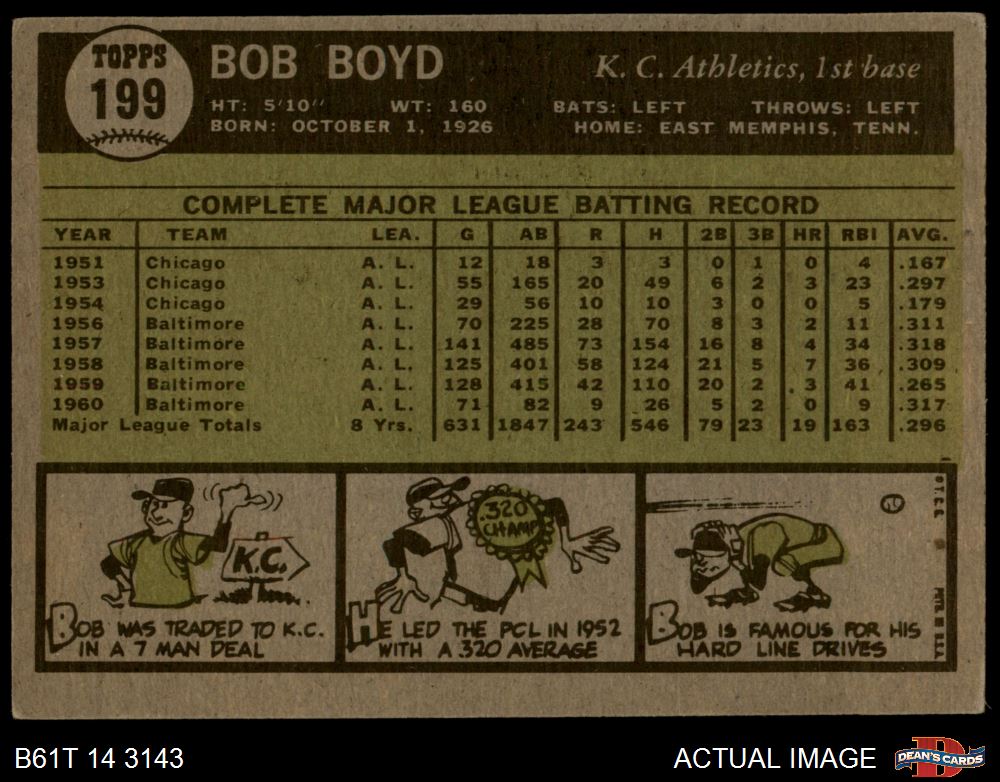 TOPPS
199
BOB BOYD
K. C. Athletics, 1st base
HT: 5'10" WT: 160 BATS: LEFT THROWS: LEFT
BORN: OCTOBER 1, 1926 HOME: EAST MEMPHIS, TENN.
COMPLETE MAJOR LEAGUE BATTING RECORD
YEAR TEAM LEA. G AB R H 2B 3B HR RBI AVG.
1951 Chicago A. L. 12 18 3 3 0 1 0 4 .167
1953 Chicago A. L. 55 165 20 49 6 2 3 23 .297
1954 Chicago A. L. 29 56 10 10 3 0 0 5 .179
1956 Baltimore A. L. 70 225 28 70 8 3 2 11 .311
1957 Baltimore A. L. 141 485 73 154 16 8 4 34 .318
1958 Baltimore A. L. 125 401 58 124 21 5 7 36 .309
1959 Baltimore A. L. 128 415 42 110 20 2 3 41 .265
1960 Baltimore A. L. 71 82 9 26 5 2 0 9 .317
Major League Totals 8 Yrs. 631 1847 243 546 79 23 19 163 .296
K.C.
BOB WAS TRADED TO K.C.
IN A 7 MAN DEAL
.320
CHAMP
HE LED THE PCL IN 1952
WITH A .320 AVERAGE
BOB IS FAMOUS FOR HIS
HARD LINE DRIVES
B61T 14 3143
ACTUAL IMAGE
D
DEAN'S CARDS